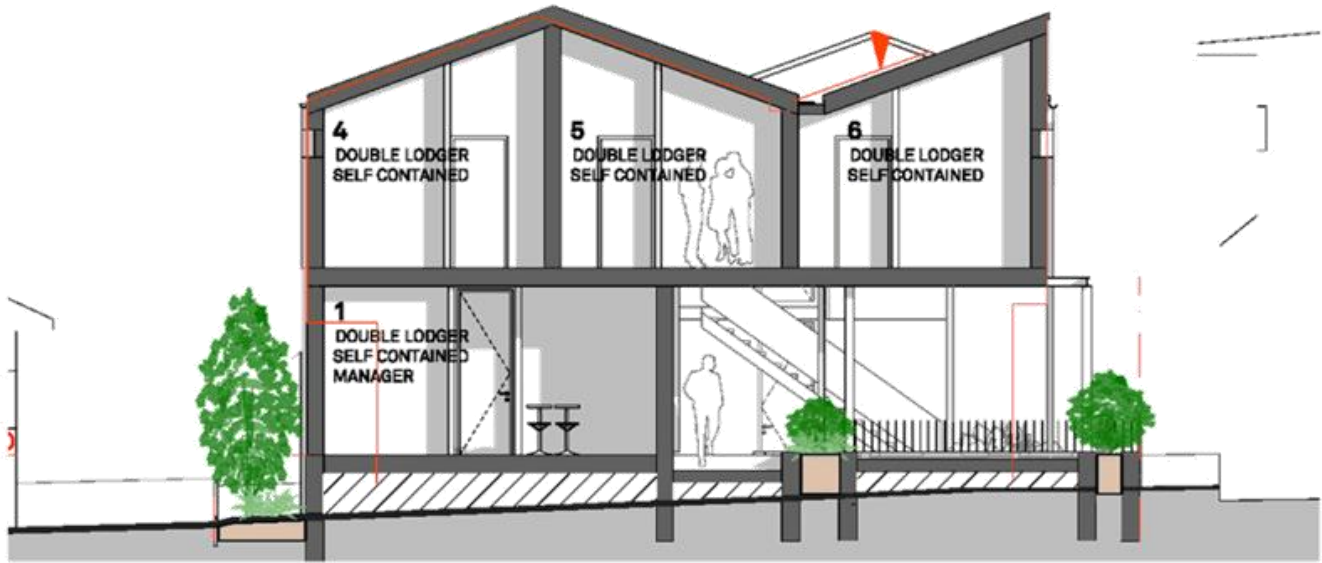 4
DOUBLE LODGER
SELF CONTAINED
5
DOUBLE LODGER
SELF CONTAINED
6
DOUBLE LODGER
SELF CONTAINED
1
DOUBLE LODGER
SELF CONTAINED
MANAGER